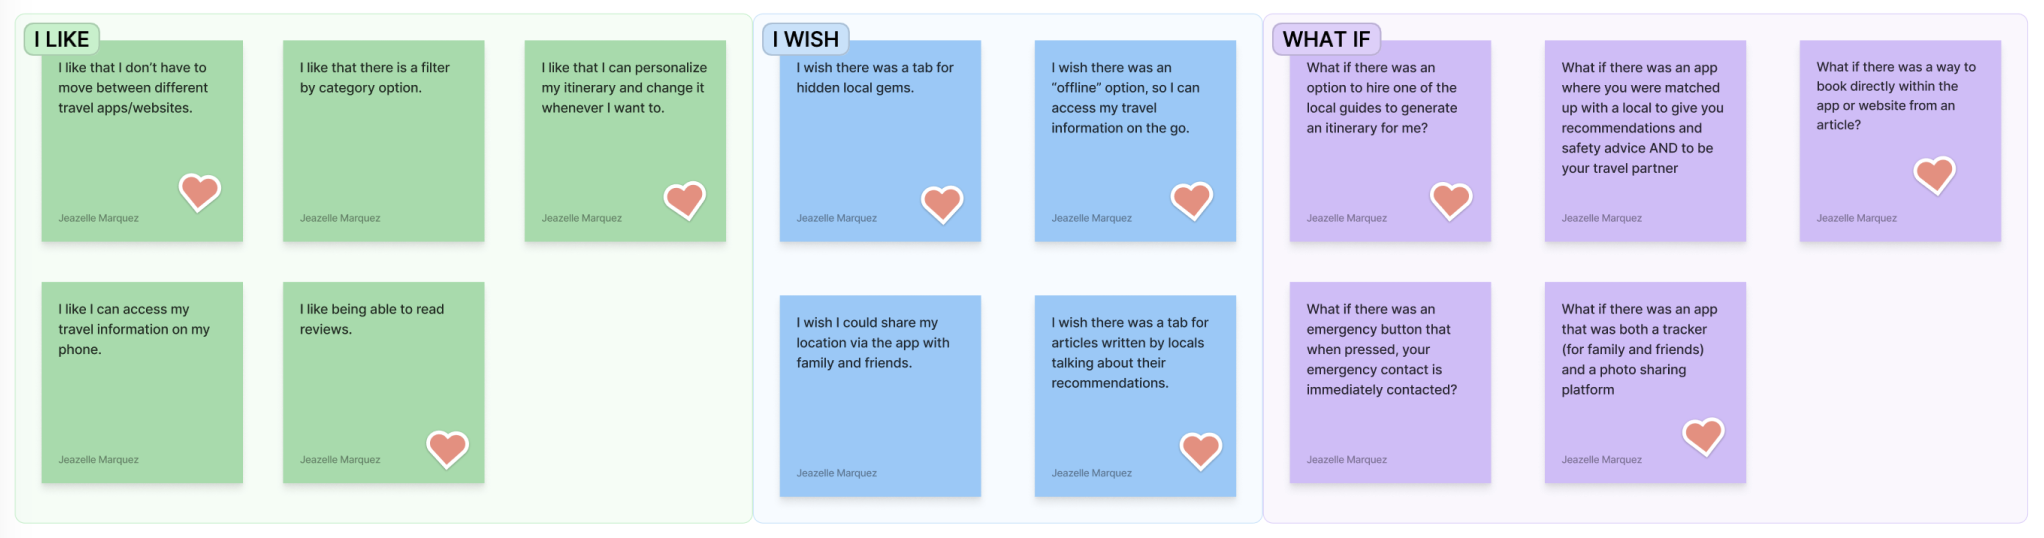 I LIKE
I like that I don't have to
move between different
travel apps/websites.
Jeazelle Marquez
I like that there is a filter
by category option.
Jeazelle Marquez
I like that I can personalize
my itinerary and change it
whenever I want to.
Jeazelle Marquez
I like I can access my
travel information on my
phone.
Jeazelle Marquez
I like being able to read
reviews.
Jeazelle Marquez
I WISH
I wish there was a tab for
hidden local gems.
Jeazelle Marquez
I wish there was an
“offline” option, so I can
access my travel
information on the go.
Jeazelle Marquez
I wish I could share my
location via the app with
family and friends.
Jeazelle Marquez
I wish there was a tab for
articles written by locals
talking about their
recommendations.
Jeazelle Marquez
WHAT IF
What if there was an
option to hire one of the
local guides to generate
an itinerary for me?
Jeazelle Marquez
What if there was an app
where you were matched
up with a local to give you
recommendations and
safety advice AND to be
your travel partner
Jeazelle Marquez
What if there was a way to
book directly within the
app or website from an
article?
Jeazelle Marquez
What if there was an
emergency button that
when pressed, your
emergency contact is
immediately contacted?
Jeazelle Marquez
What if there was an app
that was both a tracker
(for family and friends)
and a photo sharing
platform
Jeazelle Marquez